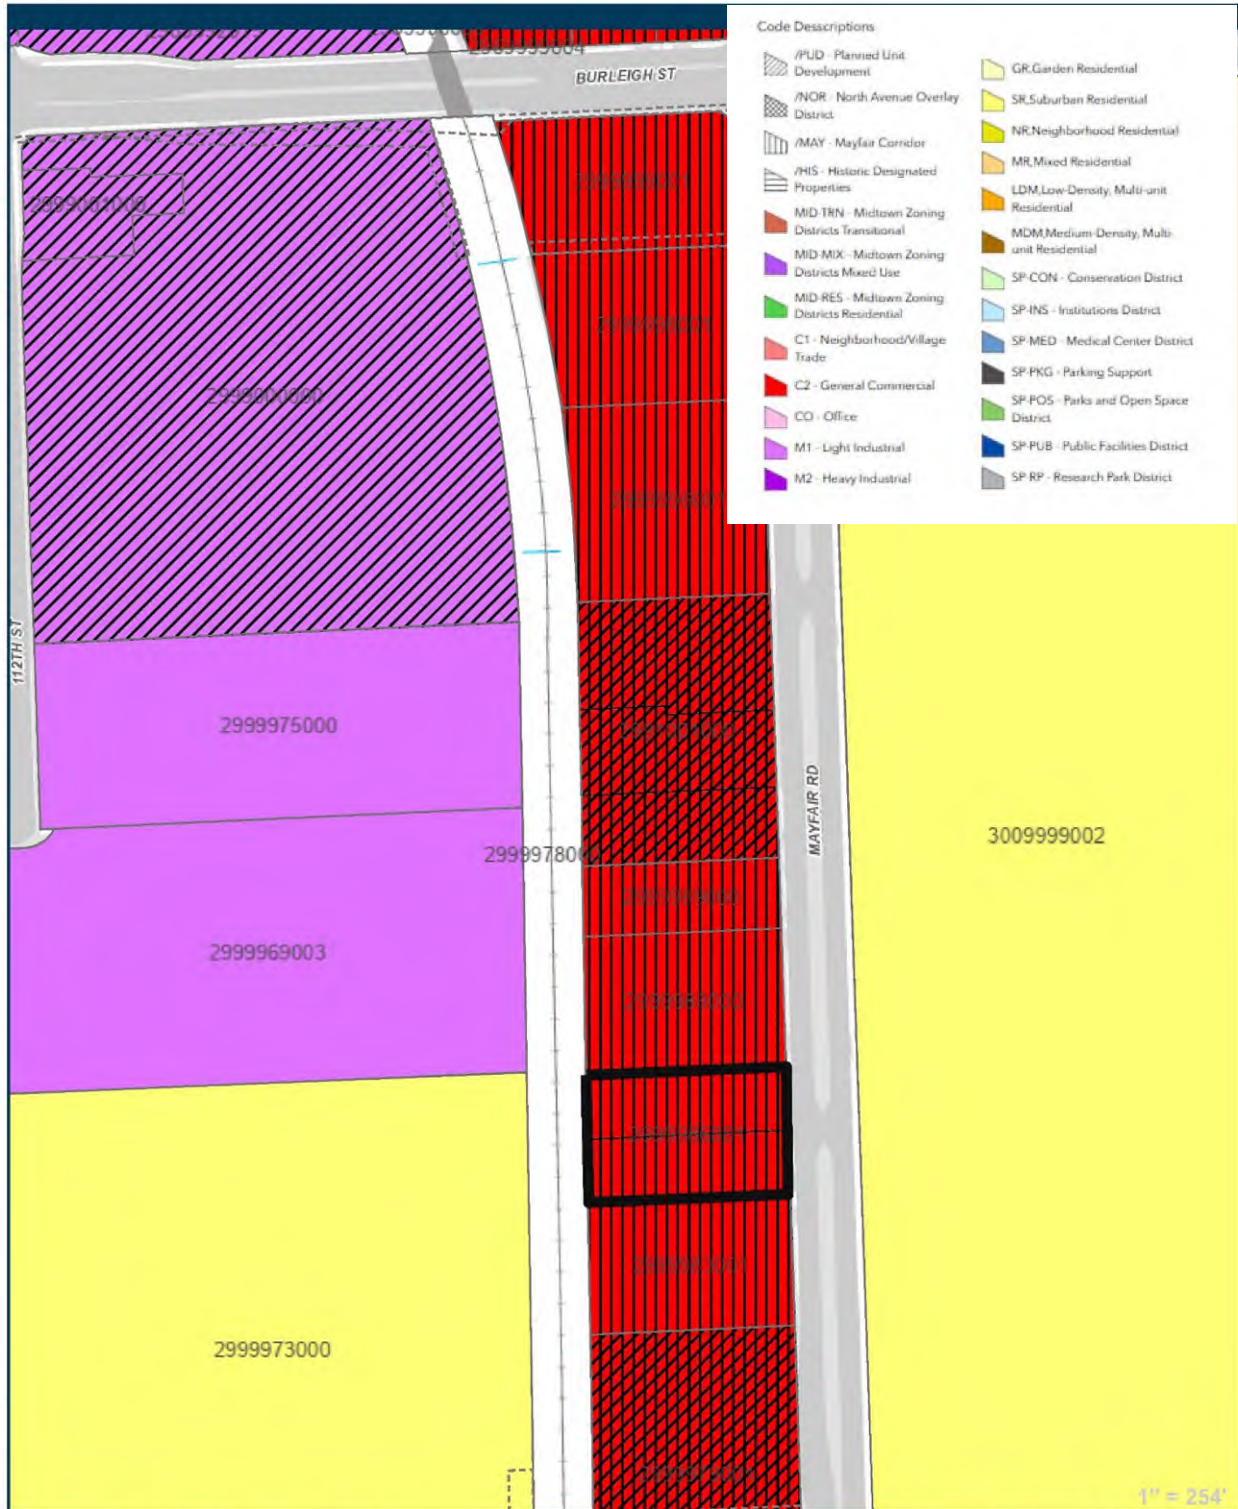 Code Desscriptions
/PUD - Planned Unit
Development
/NOR - North Avenue Overlay
District
/MAY - Mayfair Corridor
/HIS - Historic Designated
Properties
MID-TRN - Midtown Zoning
Districts Transitional
MID-MIX - Midtown Zoning
Districts Mixed Use
MID-RES - Midtown Zoning
Districts Residential
C1 - Neighborhood/Village
Trade
C2 - General Commercial
CO - Office
M1 - Light Industrial
M2 - Heavy Industrial
GR,Garden Residential
SR,Suburban Residential
NR,Neighborhood Residential
MR,Mixed Residential
LDM,Low-Density, Multi-unit
Residential
MDM,Medium-Density, Multi-
unit Residential
SP-CON - Conservation District
SP-INS - Institutions District
SP-MED - Medical Center District
SP-PKG - Parking Support
SP-POS - Parks and Open Space
District
SP-PUB - Public Facilities District
SP-RP - Research Park District
BURLEIGH ST
2999001000
2999000000
112TH ST
2999975000
MAYFAIR RD
3009999002
2999978000
2999969003
2999973000
1" = 254'